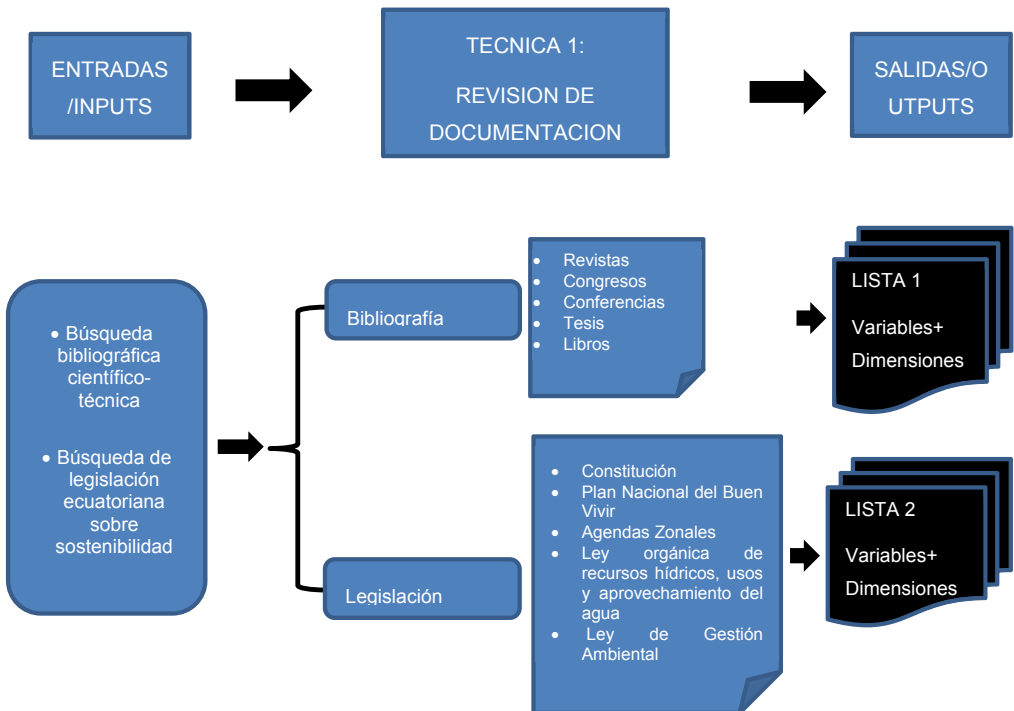 ENTRADAS
/INPUTS
TECNICA 1:
REVISION DE
DOCUMENTACION
SALIDAS/O
UTPUTS
• Búsqueda
bibliográfica
científico-
técnica
• Búsqueda de
legislación
ecuatoriana
sobre
sostenibilidad
Bibliografía
• Revistas
• Congresos
• Conferencias
• Tesis
• Libros
LISTA 1
Variables+
Dimensiones
Legislación
• Constitución
• Plan Nacional del Buen
Vivir
• Agendas Zonales
• Ley orgánica de
recursos hídricos, usos
y aprovechamiento del
agua
• Ley de Gestión
Ambiental
LISTA 2
Variables+
Dimensiones